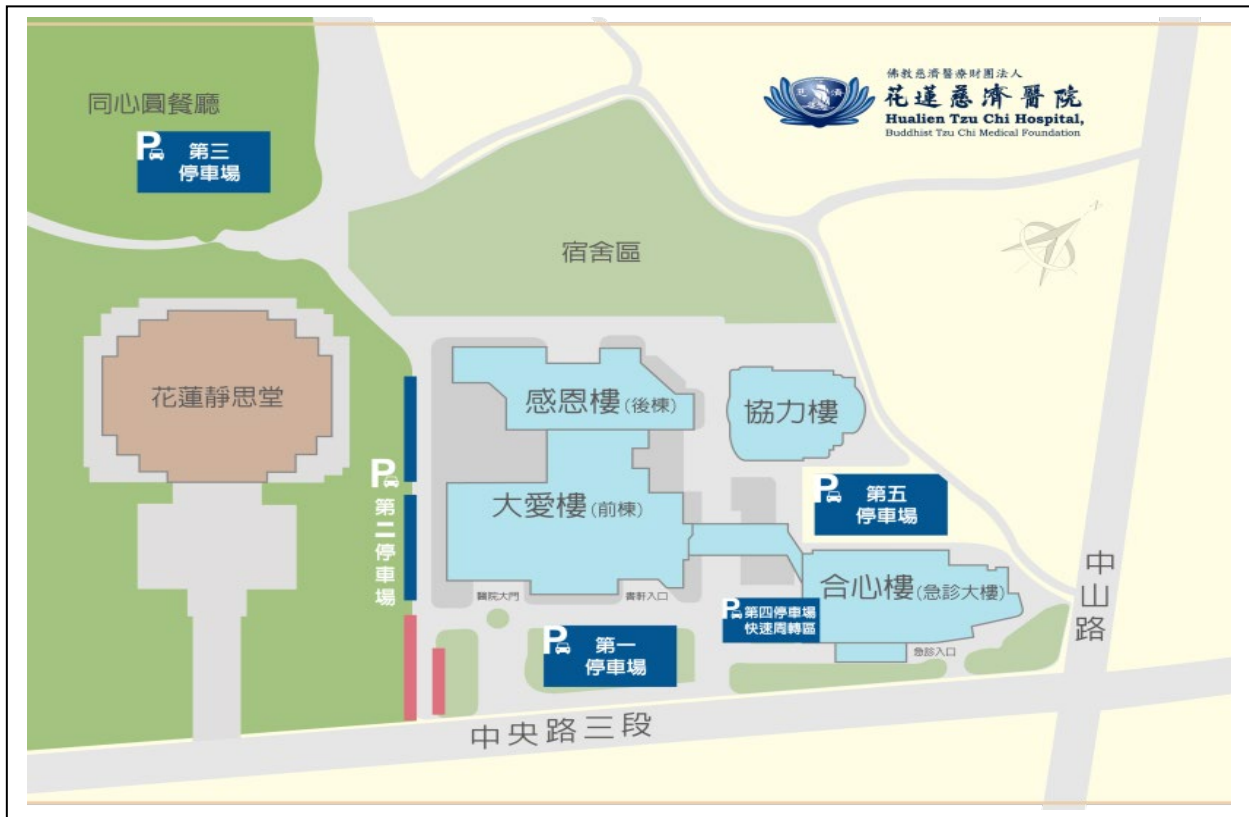 佛教慈濟醫療財團法人
花蓮慈濟醫院
Hualien Tzu Chi Hospital,
Buddhist Tzu Chi Medical Foundation
同心圓餐廳
P 第三
停車場
宿舍區
花蓮靜思堂
感恩樓(後棟)
協力樓
P
第二停車場
大愛樓(前棟)
P 第五
停車場
中山路
合心樓(急診大樓)
醫院大門
書軒入口
P 第四停車場
快速周轉區
P 第一
停車場
急診入口
中央路三段